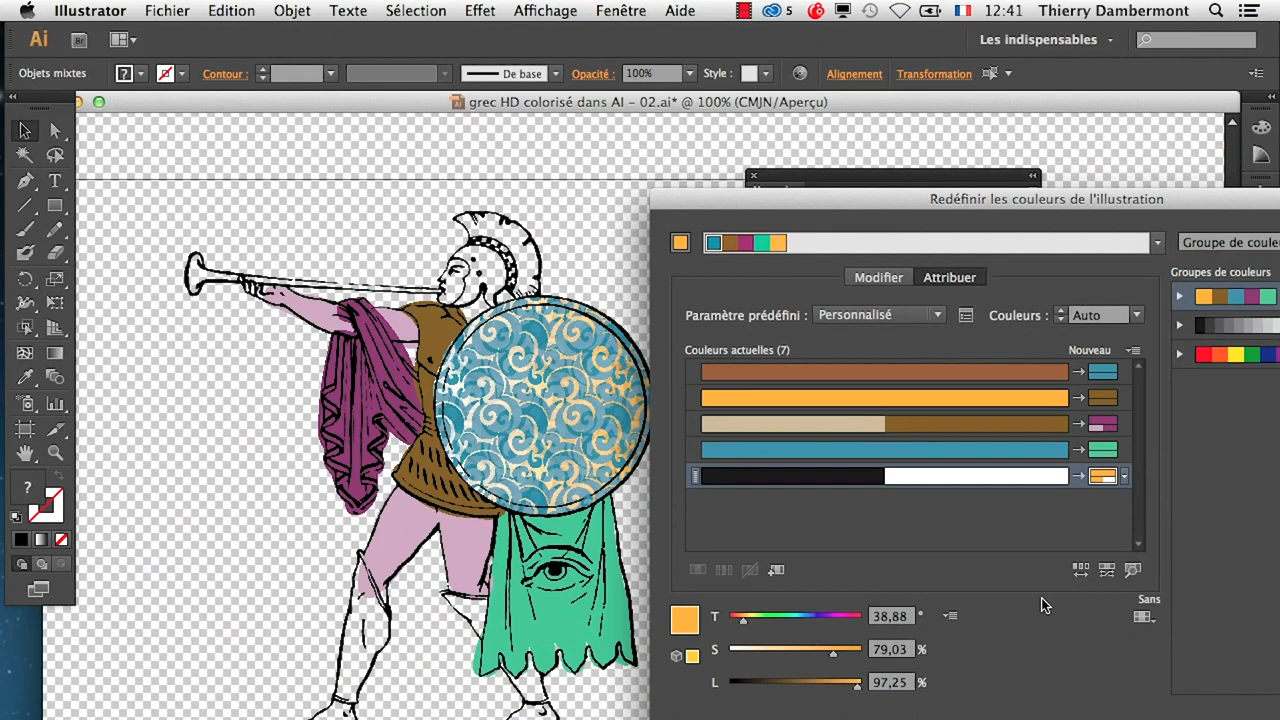 Illustrator Fichier Edition Objet Texte Sélection Effet Affichage Fenêtre Aide 5 12:41 Thierry Dambermont
Ai Br Les indispensables
Objets mixtes ? Contour : De base Opacité : 100% Style : Alignement Transformation
grec HD colorisé dans AI - 02.ai* @ 100% (CMJN/Aperçu)
Redéfinir les couleurs de l'illustration
Groupe de coule
Modifier Attribuer
Groupes de couleurs
Paramètre prédéfini : Personnalisé Couleurs : Auto
Couleurs actuelles (7) Nouveau
?
Sans
T 38,88 °
S 79,03 %
L 97,25 %